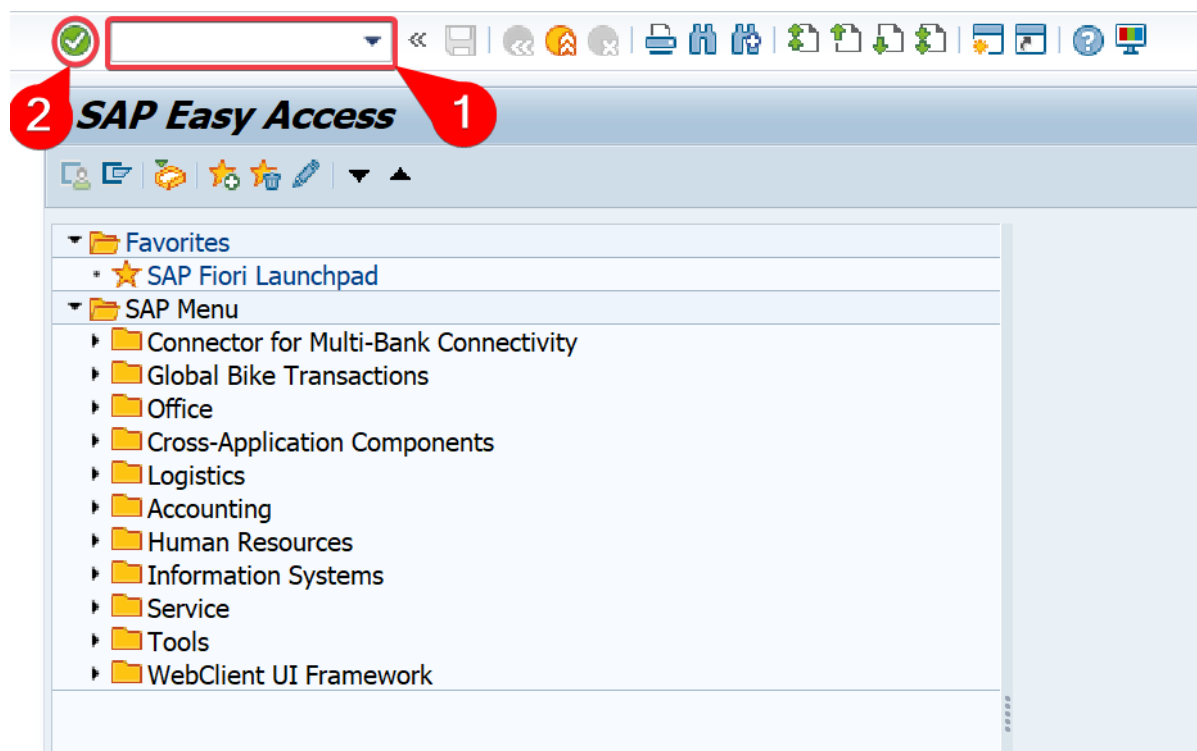 1
2
SAP Easy Access
Favorites
SAP Fiori Launchpad
SAP Menu
Connector for Multi-Bank Connectivity
Global Bike Transactions
Office
Cross-Application Components
Logistics
Accounting
Human Resources
Information Systems
Service
Tools
WebClient UI Framework